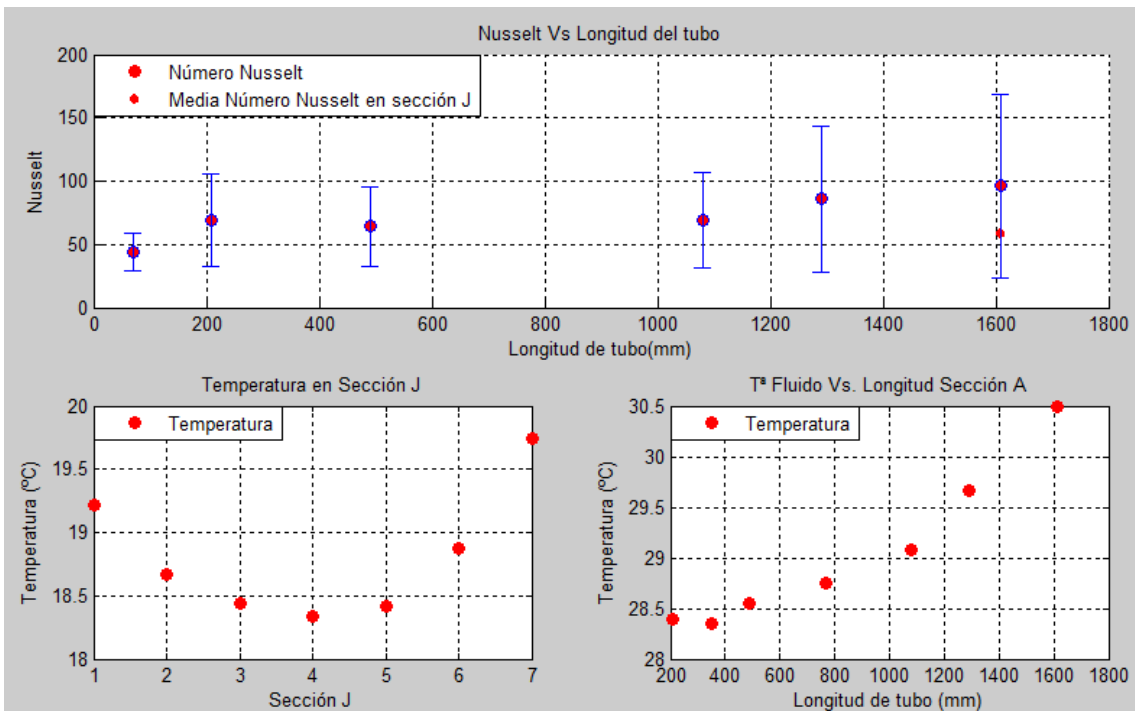 Nusselt Vs Longitud del tubo
200
150
100
50
0
Nusselt
Número Nusselt
Media Número Nusselt en sección J
0 200 400 600 800 1000 1200 1400 1600 1800
Longitud de tubo(mm)
Temperatura en Sección J
20
19.5
19
18.5
18
Temperatura (ºC)
Temperatura
1 2 3 4 5 6 7
Sección J
Tª Fluido Vs. Longitud Sección A
30.5
30
29.5
29
28.5
28
Temperatura (ºC)
Temperatura
200 400 600 800 1000 1200 1400 1600 1800
Longitud de tubo (mm)